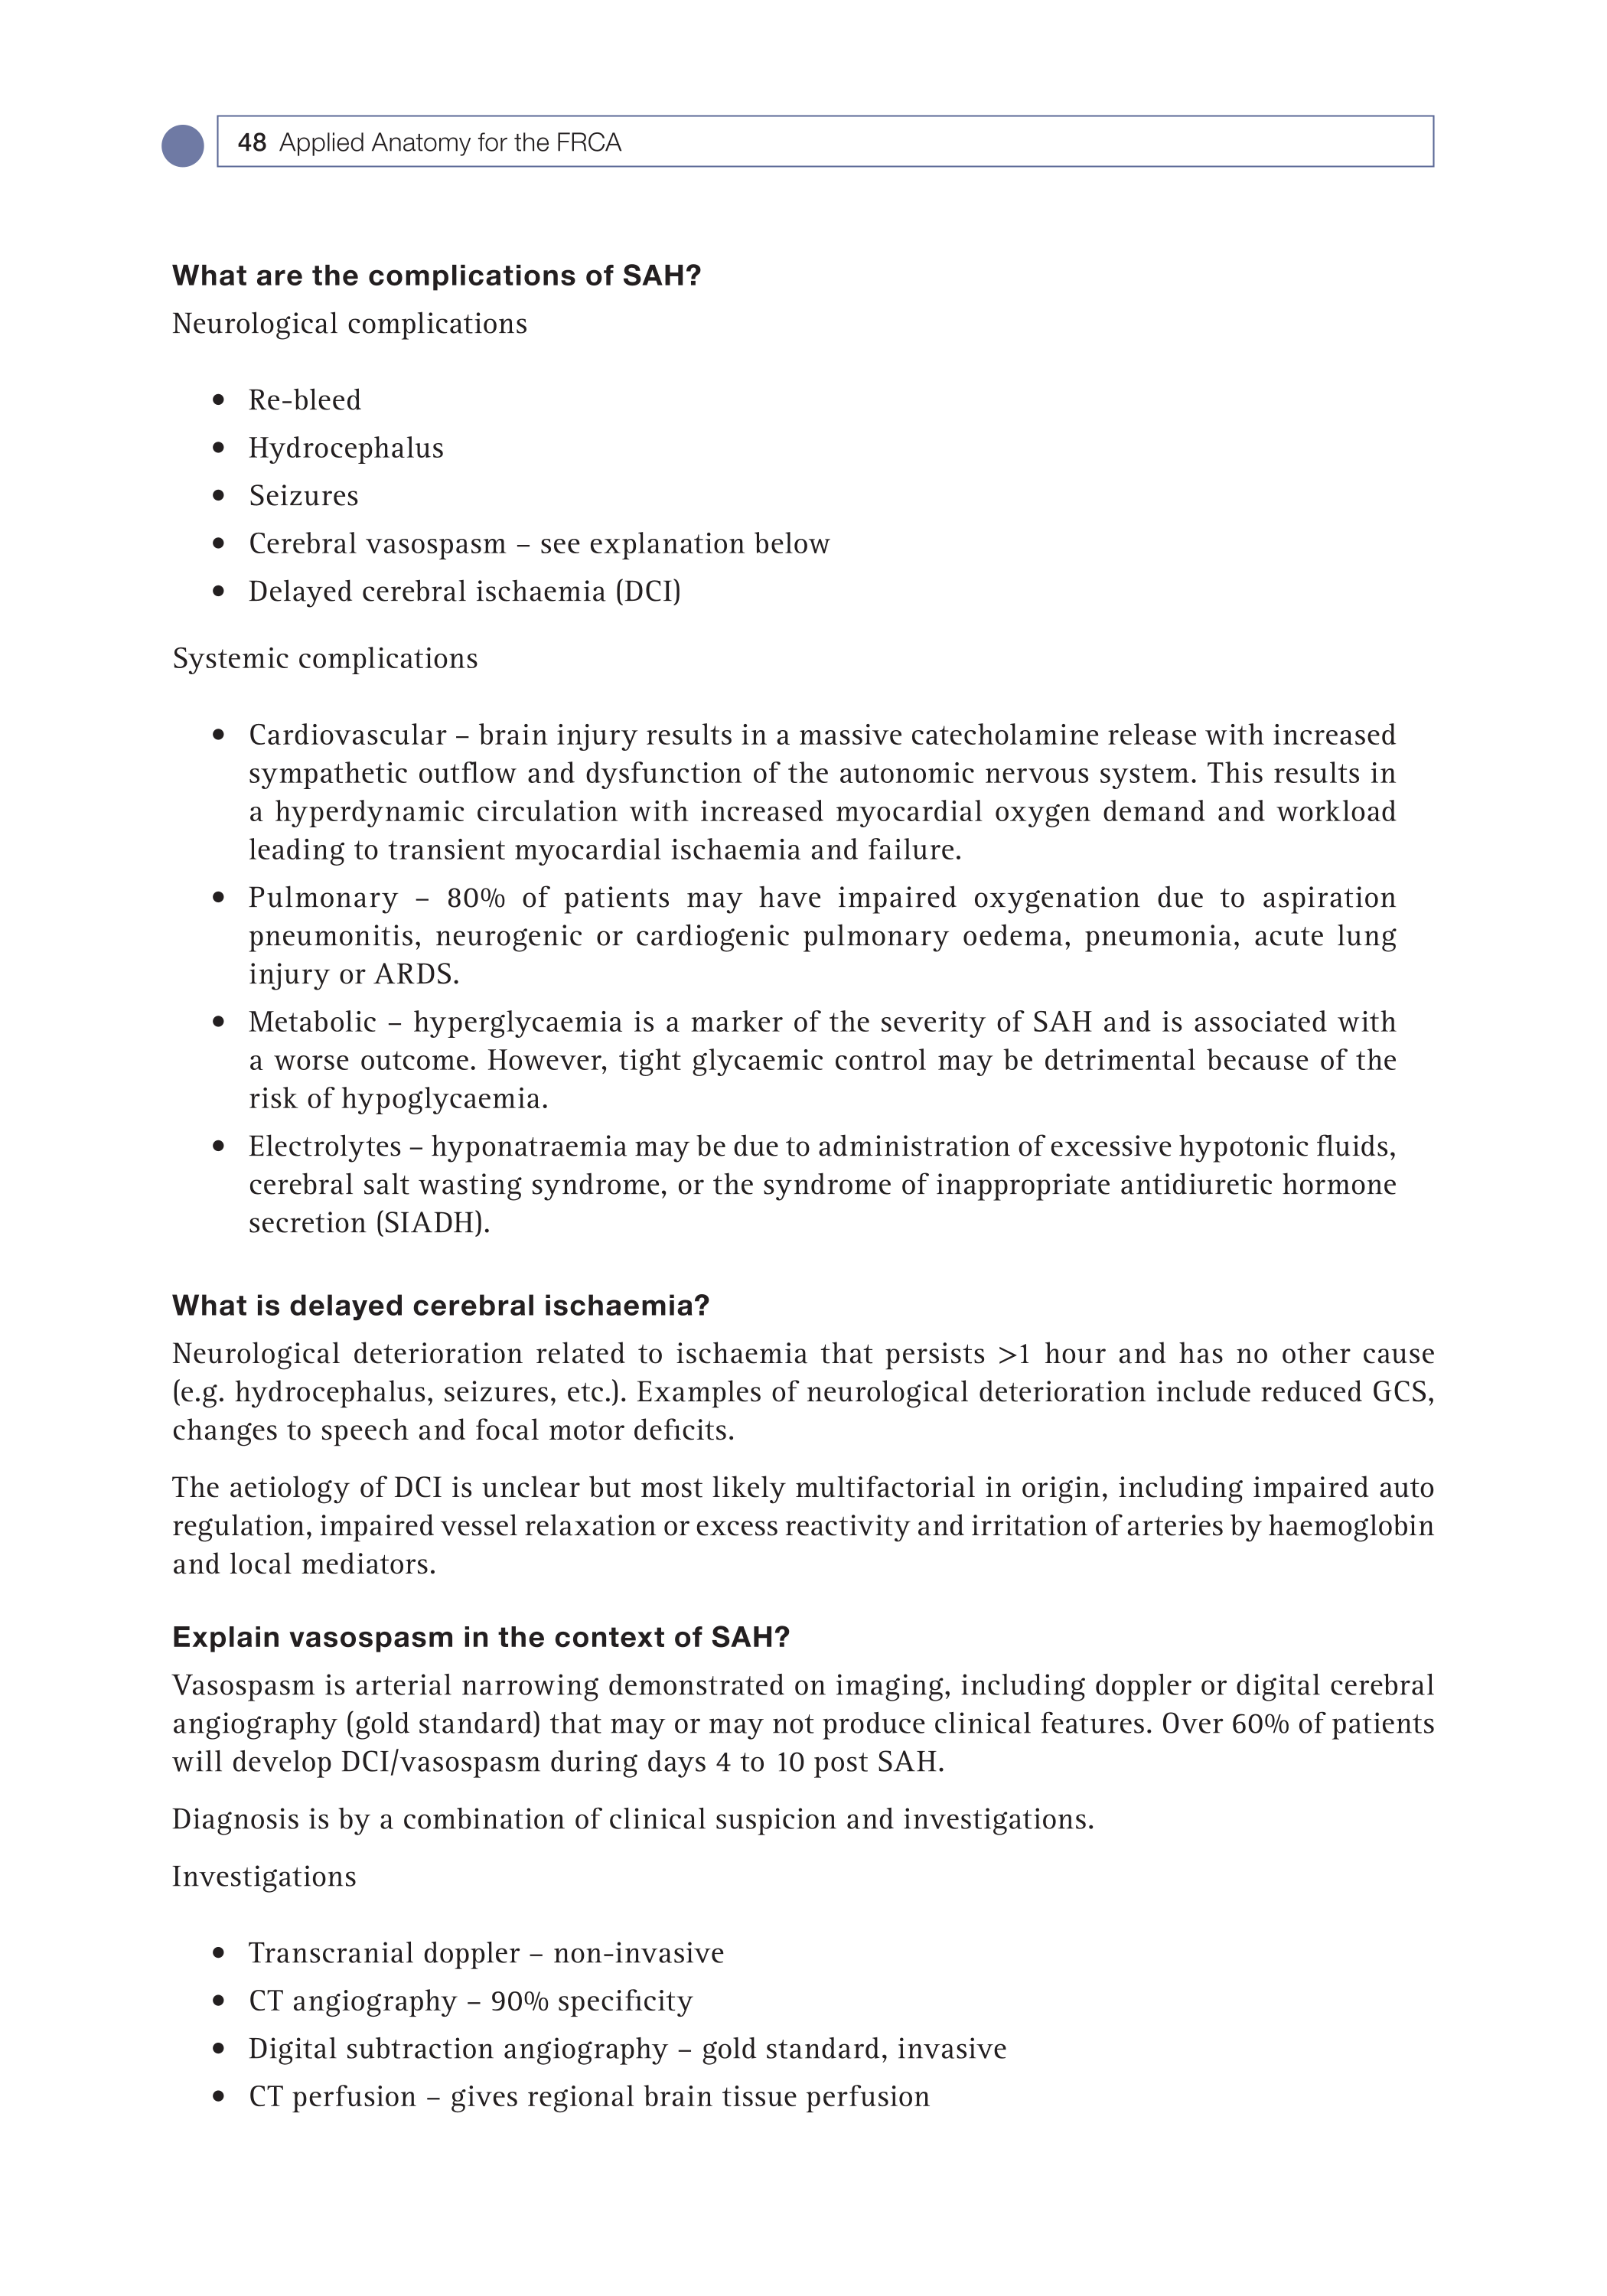 48 Applied Anatomy for the FRCA
What are the complications of SAH?
Neurological complications
• Re-bleed
• Hydrocephalus
• Seizures
• Cerebral vasospasm – see explanation below
• Delayed cerebral ischaemia (DCI)
Systemic complications
• Cardiovascular – brain injury results in a massive catecholamine release with increased
sympathetic outflow and dysfunction of the autonomic nervous system. This results in
a hyperdynamic circulation with increased myocardial oxygen demand and workload
leading to transient myocardial ischaemia and failure.
• Pulmonary – 80% of patients may have impaired oxygenation due to aspiration
pneumonitis, neurogenic or cardiogenic pulmonary oedema, pneumonia, acute lung
injury or ARDS.
• Metabolic – hyperglycaemia is a marker of the severity of SAH and is associated with
a worse outcome. However, tight glycaemic control may be detrimental because of the
risk of hypoglycaemia.
• Electrolytes – hyponatraemia may be due to administration of excessive hypotonic fluids,
cerebral salt wasting syndrome, or the syndrome of inappropriate antidiuretic hormone
secretion (SIADH).
What is delayed cerebral ischaemia?
Neurological deterioration related to ischaemia that persists >1 hour and has no other cause
(e.g. hydrocephalus, seizures, etc.). Examples of neurological deterioration include reduced GCS,
changes to speech and focal motor deficits.
The aetiology of DCI is unclear but most likely multifactorial in origin, including impaired auto
regulation, impaired vessel relaxation or excess reactivity and irritation of arteries by haemoglobin
and local mediators.
Explain vasospasm in the context of SAH?
Vasospasm is arterial narrowing demonstrated on imaging, including doppler or digital cerebral
angiography (gold standard) that may or may not produce clinical features. Over 60% of patients
will develop DCI/vasospasm during days 4 to 10 post SAH.
Diagnosis is by a combination of clinical suspicion and investigations.
Investigations
• Transcranial doppler – non-invasive
• CT angiography – 90% specificity
• Digital subtraction angiography – gold standard, invasive
• CT perfusion – gives regional brain tissue perfusion